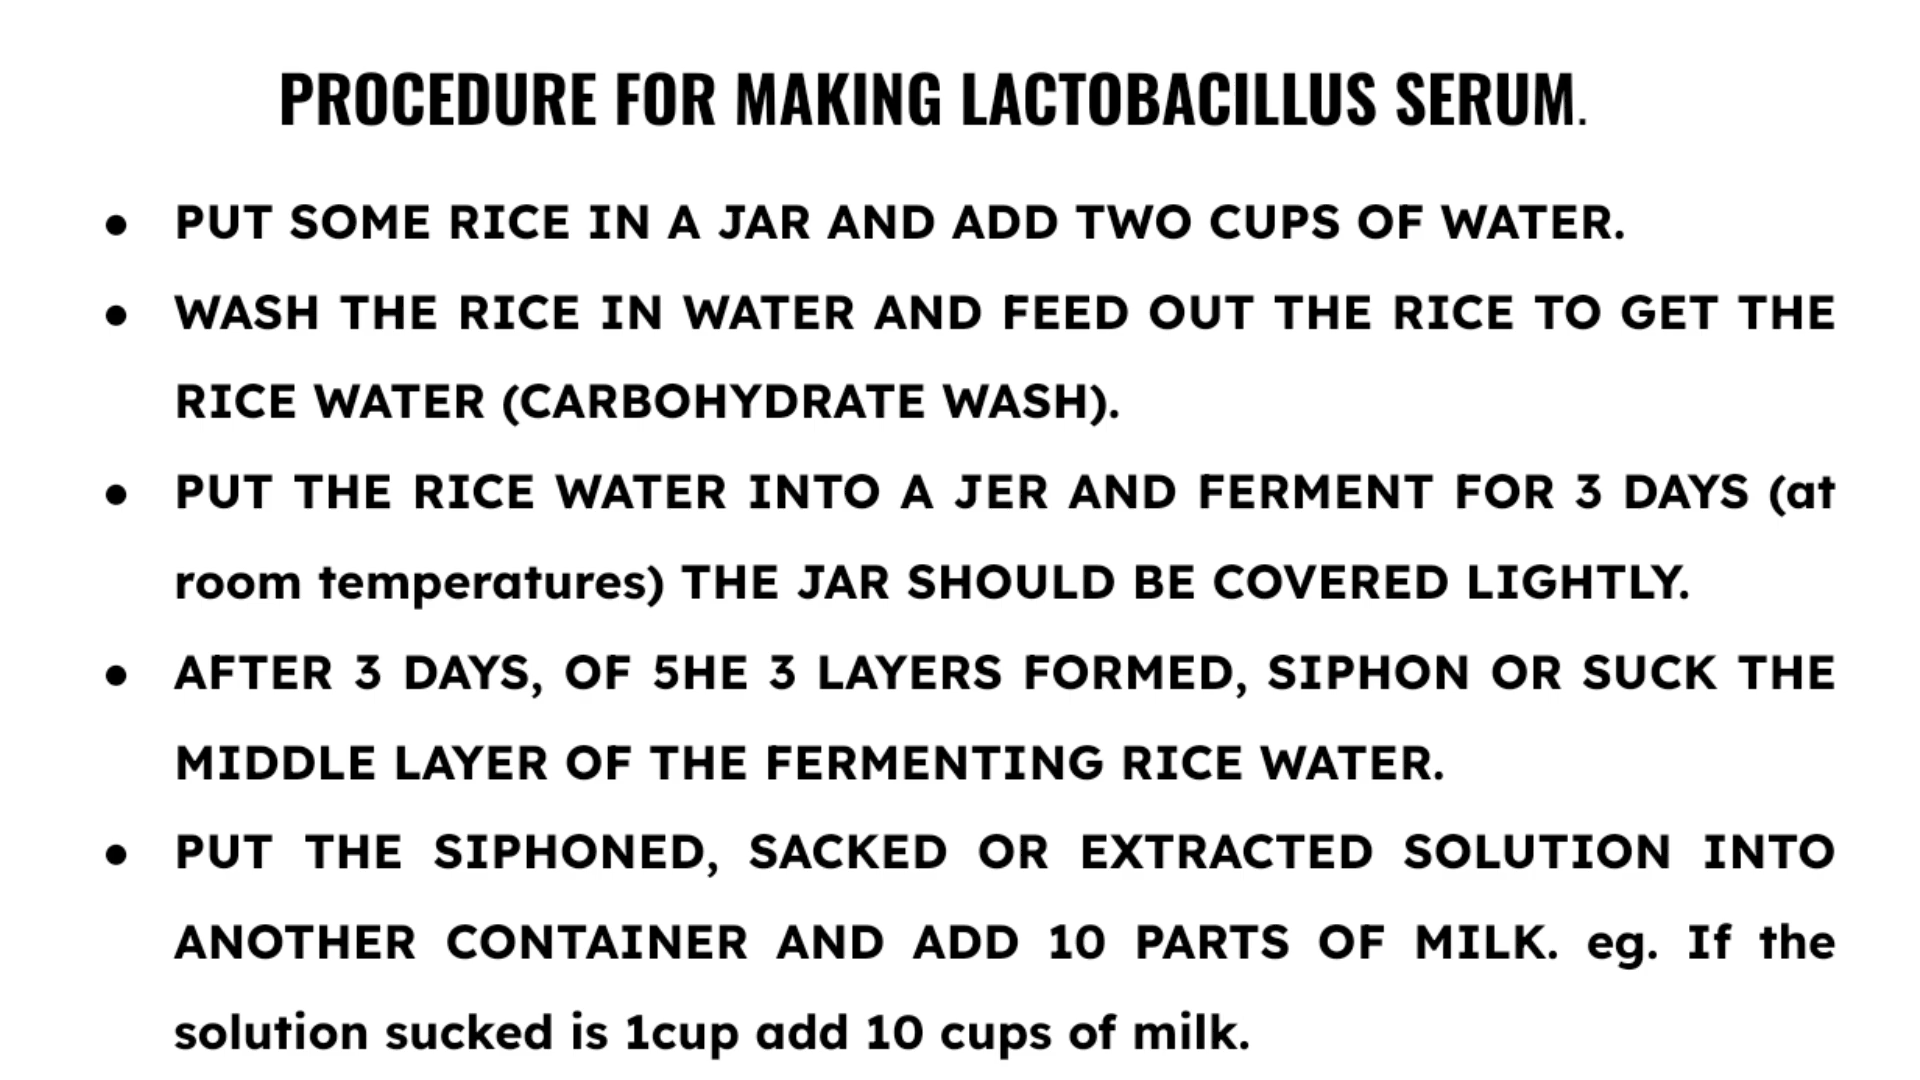 PROCEDURE FOR MAKING LACTOBACILLUS SERUM.
● PUT SOME RICE IN A JAR AND ADD TWO CUPS OF WATER.
● WASH THE RICE IN WATER AND FEED OUT THE RICE TO GET THE
RICE WATER (CARBOHYDRATE WASH).
● PUT THE RICE WATER INTO A JER AND FERMENT FOR 3 DAYS (at
room temperatures) THE JAR SHOULD BE COVERED LIGHTLY.
● AFTER 3 DAYS, OF 5HE 3 LAYERS FORMED, SIPHON OR SUCK THE
MIDDLE LAYER OF THE FERMENTING RICE WATER.
● PUT THE SIPHONED, SACKED OR EXTRACTED SOLUTION INTO
ANOTHER CONTAINER AND ADD 10 PARTS OF MILK. eg. If the
solution sucked is 1cup add 10 cups of milk.